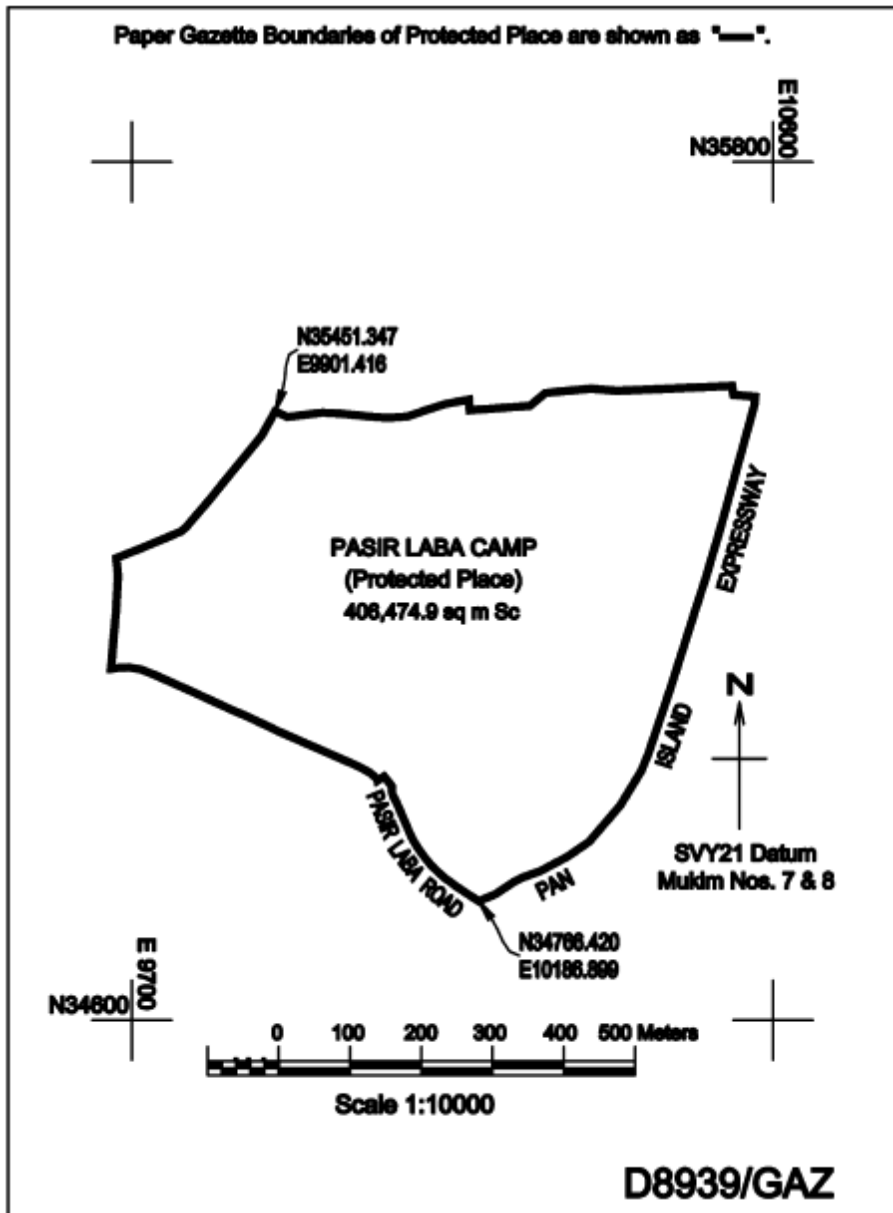 Paper Gazette Boundaries of Protected Place are shown as "━━".
E10600
N35800
N35451.347
E9901.416
PASIR LABA CAMP
(Protected Place)
406,474.9 sq m Sc
EXPRESSWAY
ISLAND
PAN
PASIR LABA ROAD
N
SVY21 Datum
Mukim Nos. 7 & 8
N34766.420
E10186.899
E 9700
N34600
0 100 200 300 400 500 Meters
Scale 1:10000
D8939/GAZ